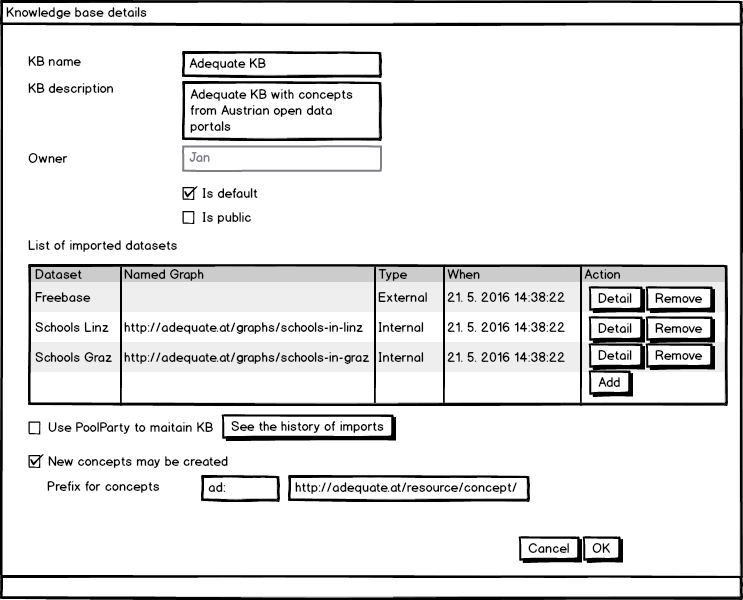 Knowledge base details
KB name Adequate KB
KB description Adequate KB with concepts
from Austrian open data
portals
Owner Jan
Is default
Is public
List of imported datasets
Dataset Named Graph Type When Action
Freebase External 21. 5. 2016 14:38:22 Detail Remove
Schools Linz http://adequate.at/graphs/schools-in-linz Internal 21. 5. 2016 14:38:22 Detail Remove
Schools Graz http://adequate.at/graphs/schools-in-graz Internal 21. 5. 2016 14:38:22 Detail Remove
Add
Use PoolParty to maitain KB See the history of imports
New concepts may be created
Prefix for concepts ad: http://adequate.at/resource/concept/
Cancel OK